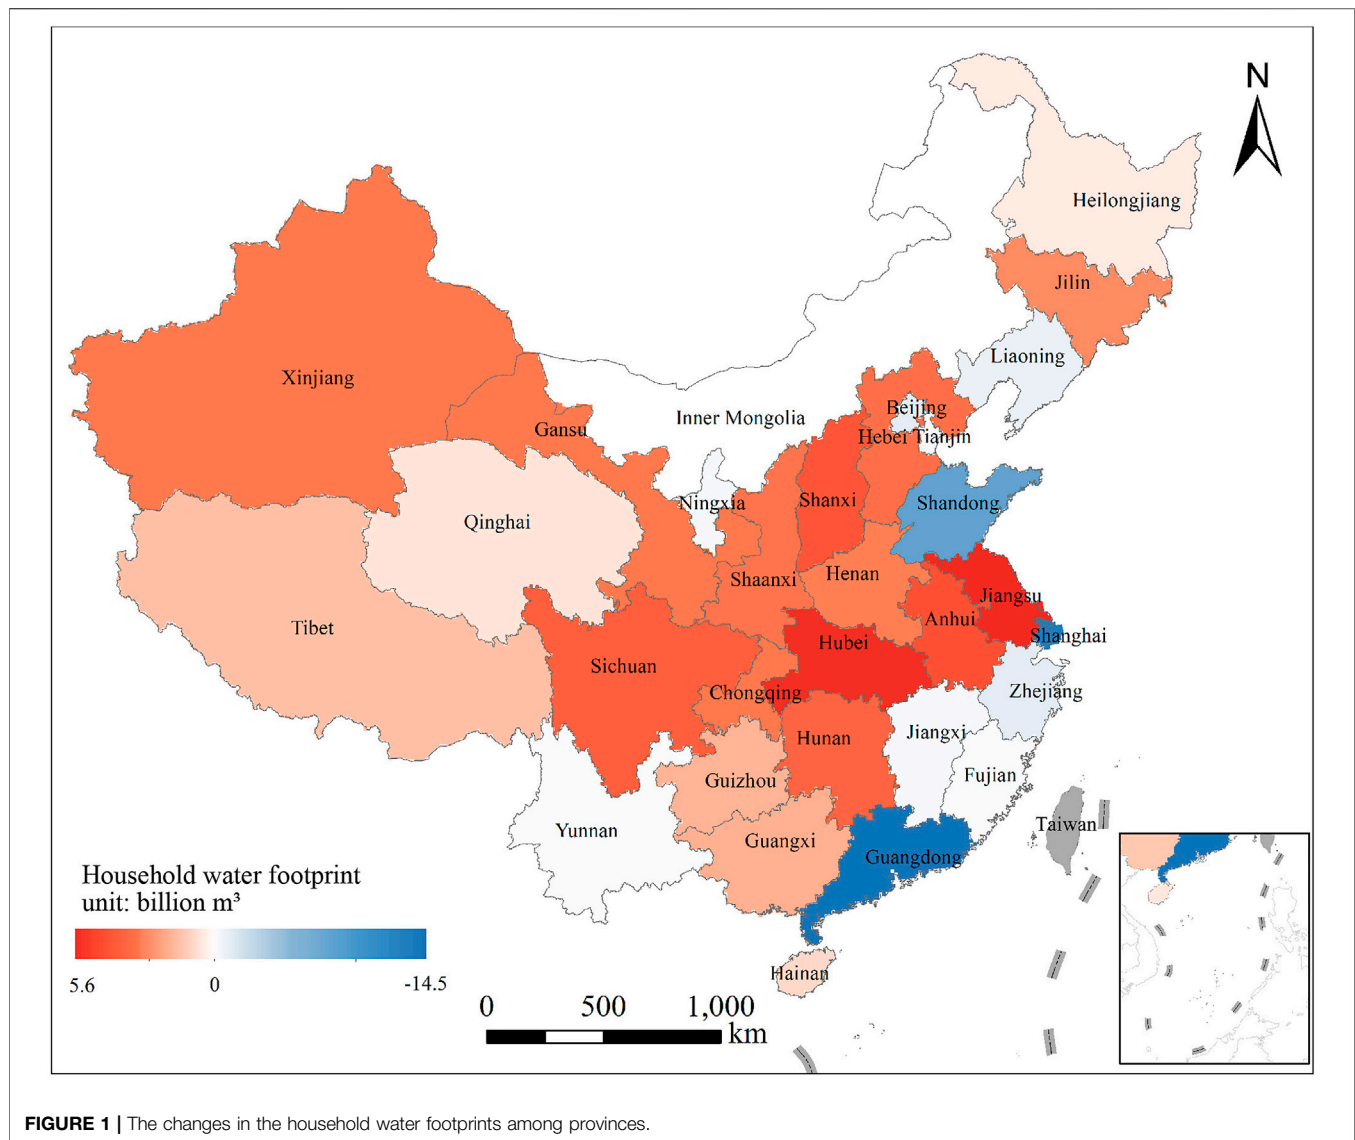 N
Heilongjiang
Jilin
Liaoning
Xinjiang
Beijing
Inner Mongolia
Gansu
Hebei Tianjin
Ningxia
Shanxi
Shandong
Qinghai
Shaanxi
Henan
Jiangsu
Anhui
Tibet
Shanghai
Hubei
Sichuan
Chongqing
Zhejiang
Hunan
Jiangxi
Guizhou
Fujian
Yunnan
Taiwan
Guangxi
Guangdong
Household water footprint
unit: billion m³
5.6 0 -14.5
Hainan
0 500 1,000
km
FIGURE 1 | The changes in the household water footprints among provinces.